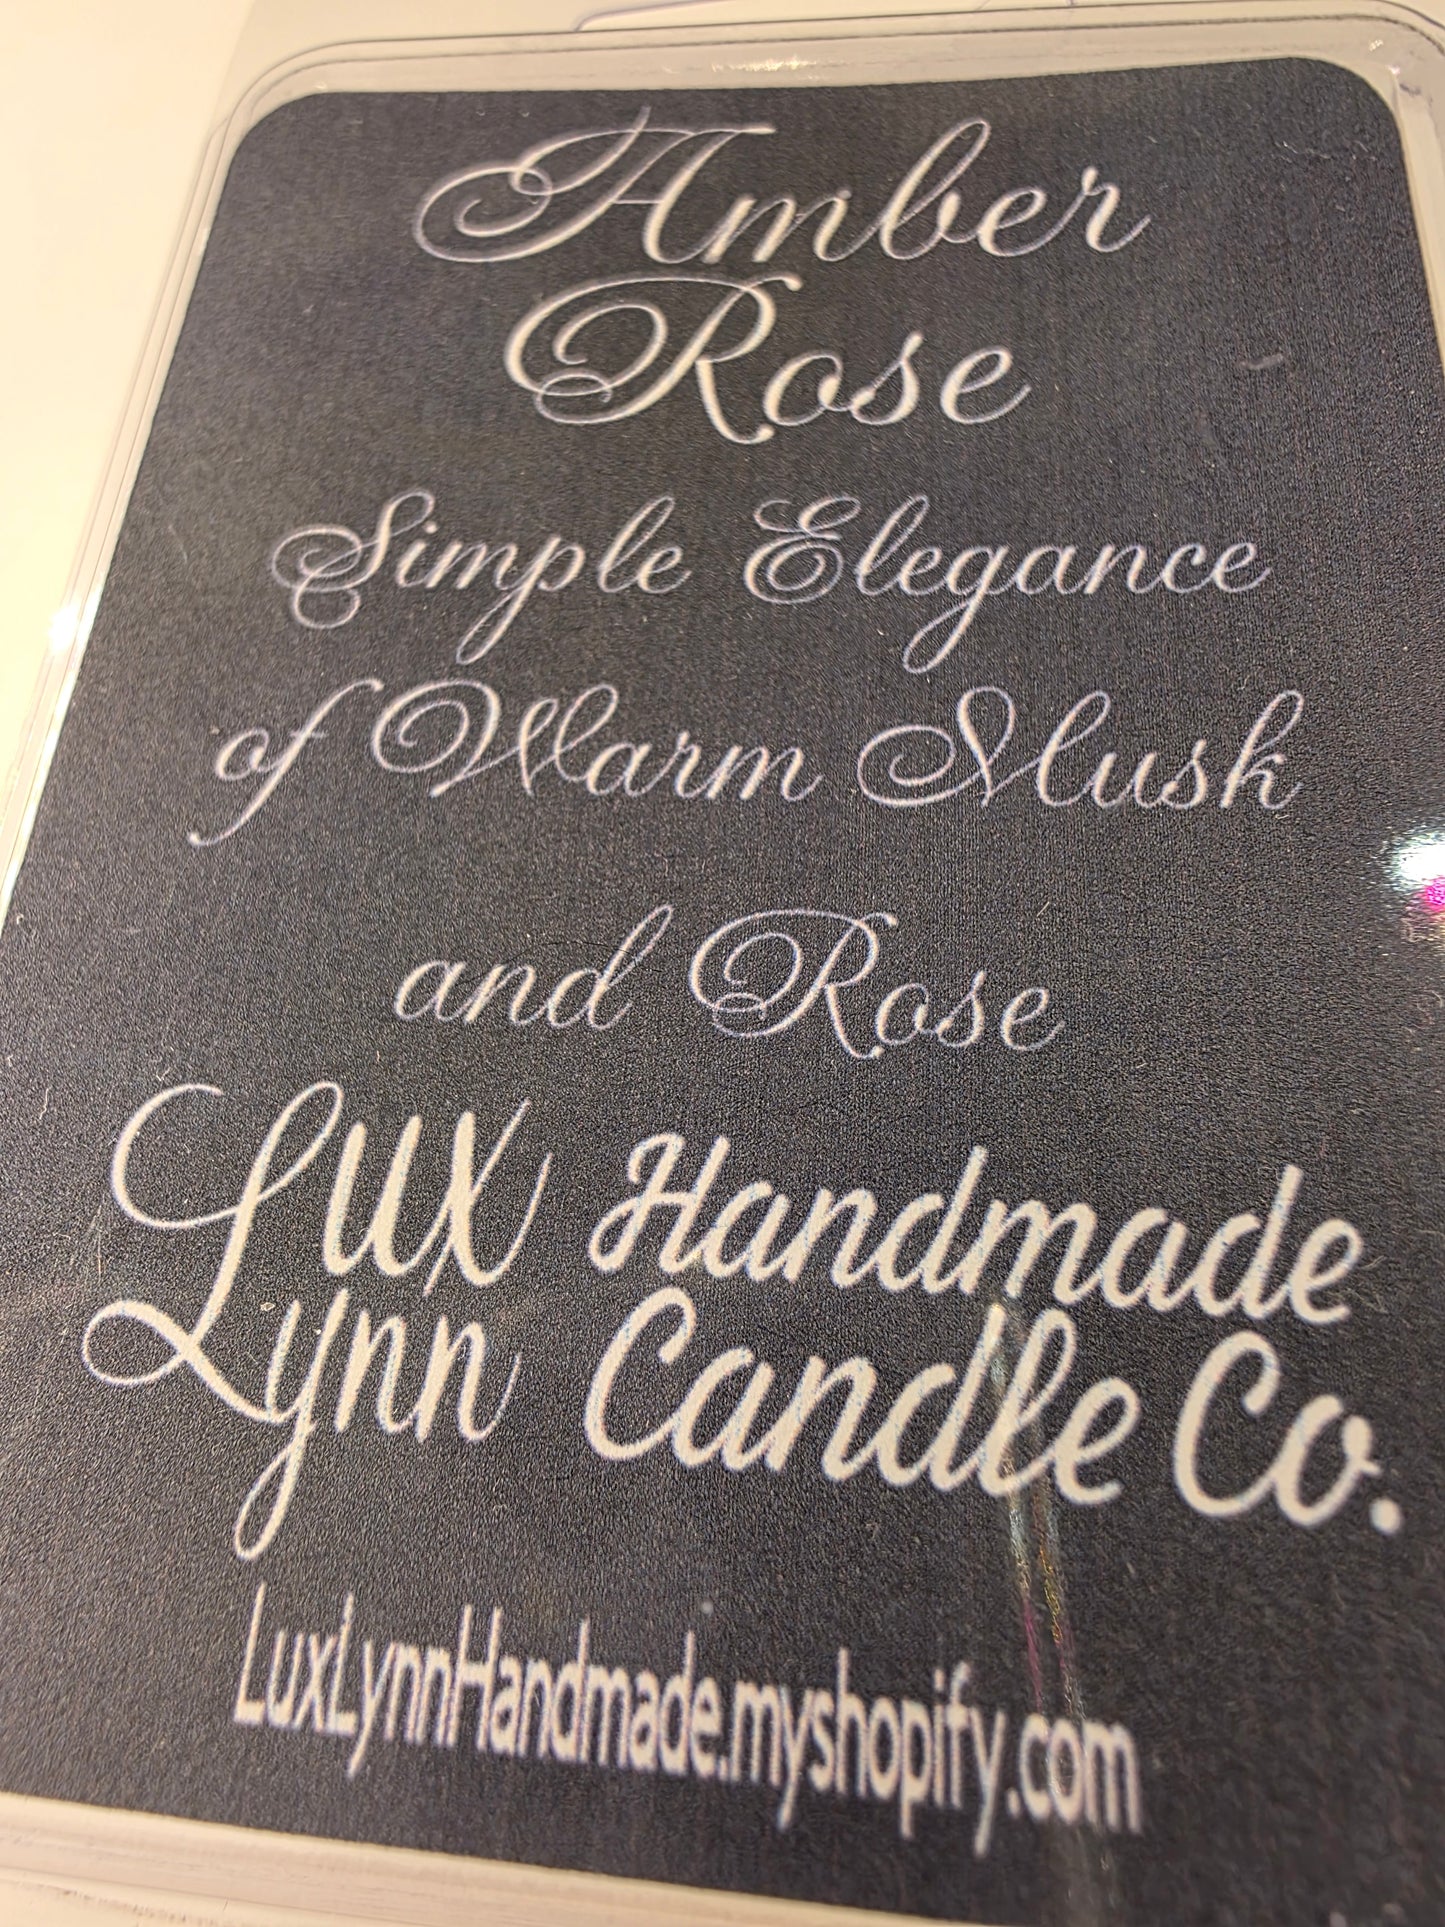 Amber
Rose
Simple Elegance
of Warm Musk
and Rose
Lux Handmade
Lynn Candle Co.
LuxLynnHandmade.myshopify.com